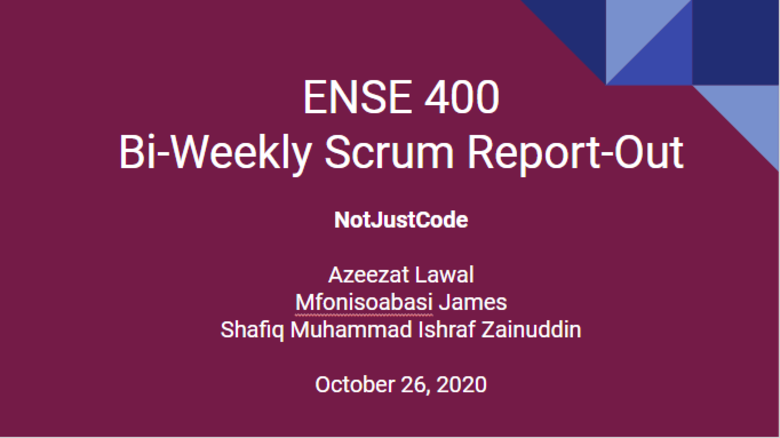 ENSE 400
Bi-Weekly Scrum Report-Out
NotJustCode
Azeezat Lawal
Mfonisoabasi James
Shafiq Muhammad Ishraf Zainuddin
October 26, 2020